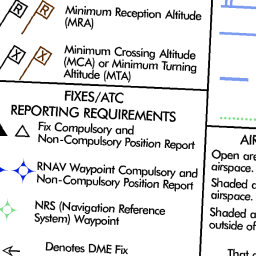 R R Minimum Reception Altitude
(MRA)
X X Minimum Crossing Altitude
(MCA) or Minimum Turning
Altitude (MTA)
FIXES/ATC
REPORTING REQUIREMENTS
Fix Compulsory and
Non-Compulsory Position Report
RNAV Waypoint Compulsory and
Non-Compulsory Position Report
NRS (Navigation Reference
System) Waypoint
Denotes DME Fix
Open are
airspace.
Shaded a
airspace.
Shaded a
outside of
That